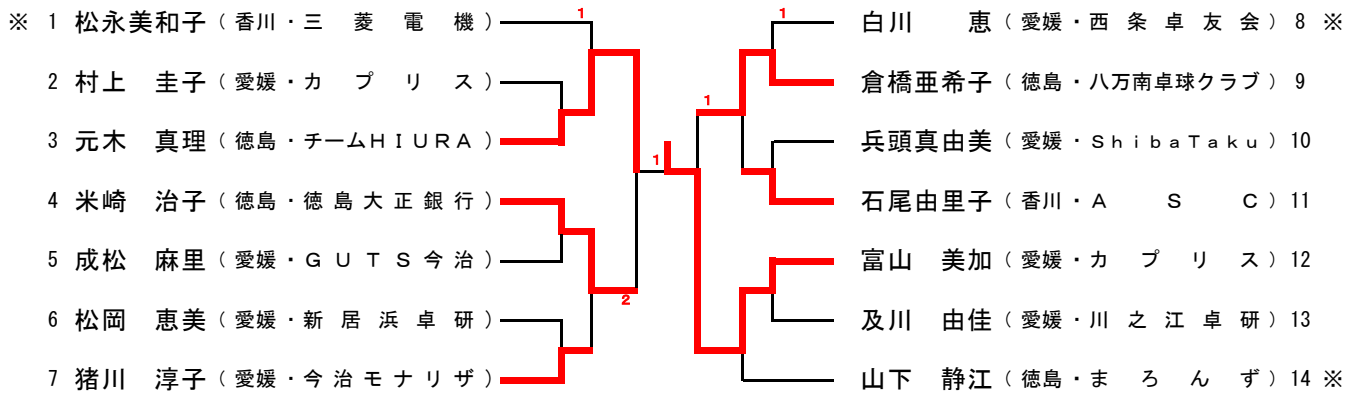 ※ 1 松永美和子(香川・三菱電機)
2 村上 圭子(愛媛・カプリス)
3 元木 真理(徳島・チームHIURA)
4 米崎 治子(徳島・徳島大正銀行)
5 成松 麻里(愛媛・GUTS今治)
6 松岡 恵美(愛媛・新居浜卓研)
7 猪川 淳子(愛媛・今治モナリザ)
1
2
1
1
1
白川 恵(愛媛・西条卓友会)8 ※
倉橋亜希子(徳島・八万南卓球クラブ)9
兵頭真由美(愛媛・ShibaTaku)10
石尾由里子(香川・ASC)11
富山 美加(愛媛・カプリス)12
及川 由佳(愛媛・川之江卓研)13
山下 静江(徳島・まろんず)14 ※